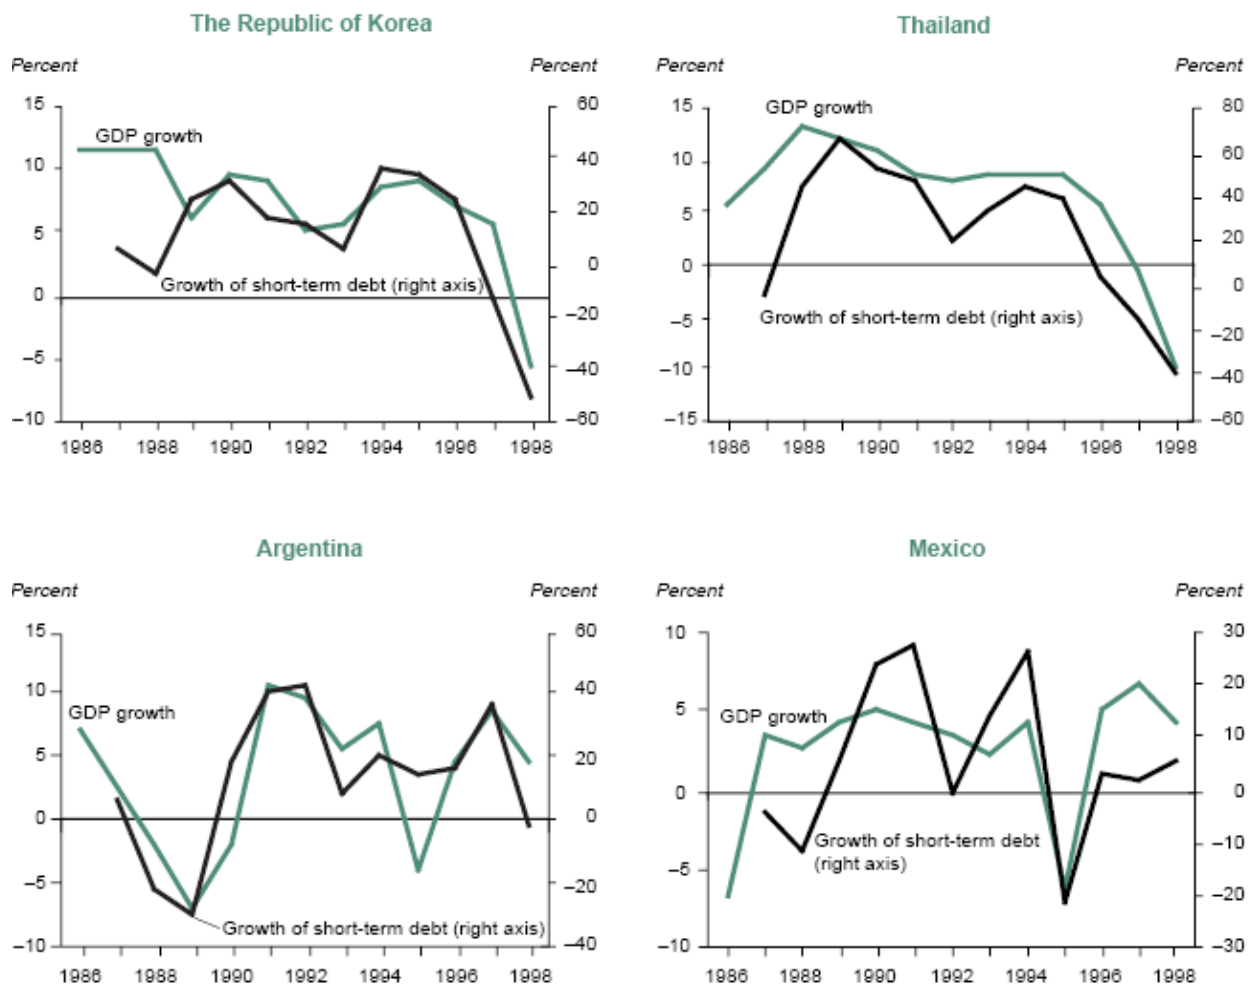 The Republic of Korea
Percent Percent
15 60
GDP growth
10 40
20
5
0
Growth of short-term debt (right axis)
0
–20
–5
–40
–10 –60
1986 1988 1990 1992 1994 1996 1998
Thailand
Percent Percent
15 80
GDP growth
10 60
40
5
20
0
0
Growth of short-term debt (right axis)
–5
–20
–10
–40
–15 –60
1986 1988 1990 1992 1994 1996 1998
Argentina
Percent Percent
15 60
10 40
GDP growth
5 20
0 0
–5 –20
Growth of short-term debt (right axis)
–10 –40
1986 1988 1990 1992 1994 1996 1998
Mexico
Percent Percent
10 30
20
5
GDP growth
10
0 0
Growth of short-term debt
(right axis)
–10
–5
–20
–10 –30
1986 1988 1990 1992 1994 1996 1998